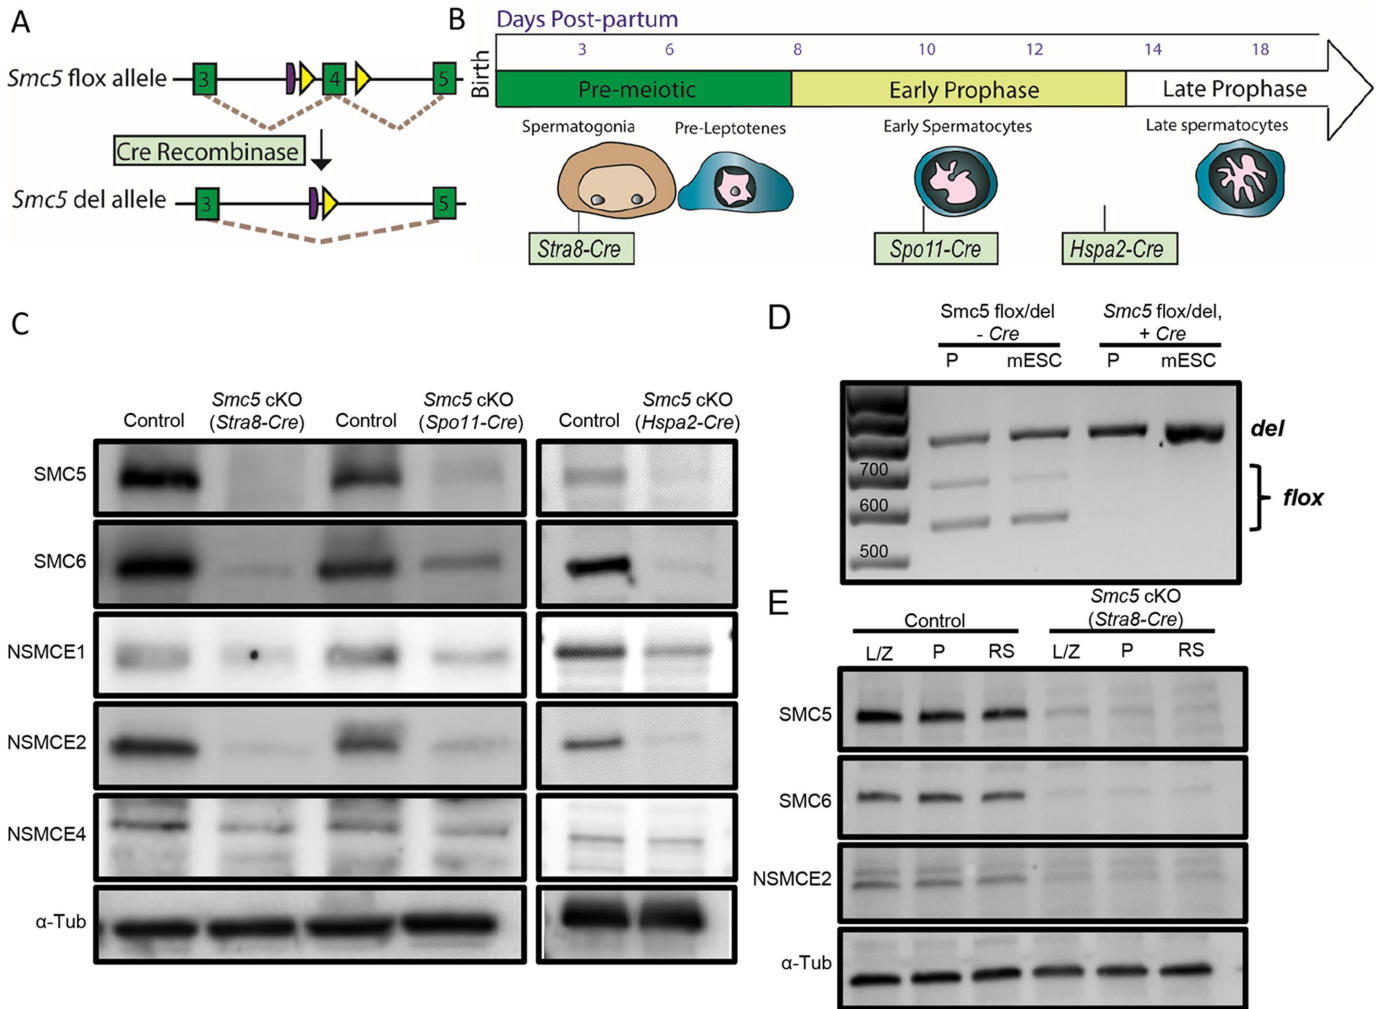 A
Smc5 flox allele
3
4
5
Cre Recombinase
Smc5 del allele
3
5
B
Days Post-partum
Birth
3 6 8 10 12 14 18
Pre-meiotic
Early Prophase
Late Prophase
Spermatogonia
Pre-Leptotenes
Early Spermatocytes
Late spermatocytes
Stra8-Cre
Spo11-Cre
Hspa2-Cre
C
Control
Smc5 cKO
(Stra8-Cre)
Control
Smc5 cKO
(Spo11-Cre)
Control
Smc5 cKO
(Hspa2-Cre)
SMC5
SMC6
NSMCE1
NSMCE2
NSMCE4
α-Tub
D
Smc5 flox/del
- Cre
Smc5 flox/del,
+ Cre
P mESC P mESC
700
600
500
del
flox
E
Control
Smc5 cKO
(Stra8-Cre)
L/Z P RS L/Z P RS
SMC5
SMC6
NSMCE2
α-Tub